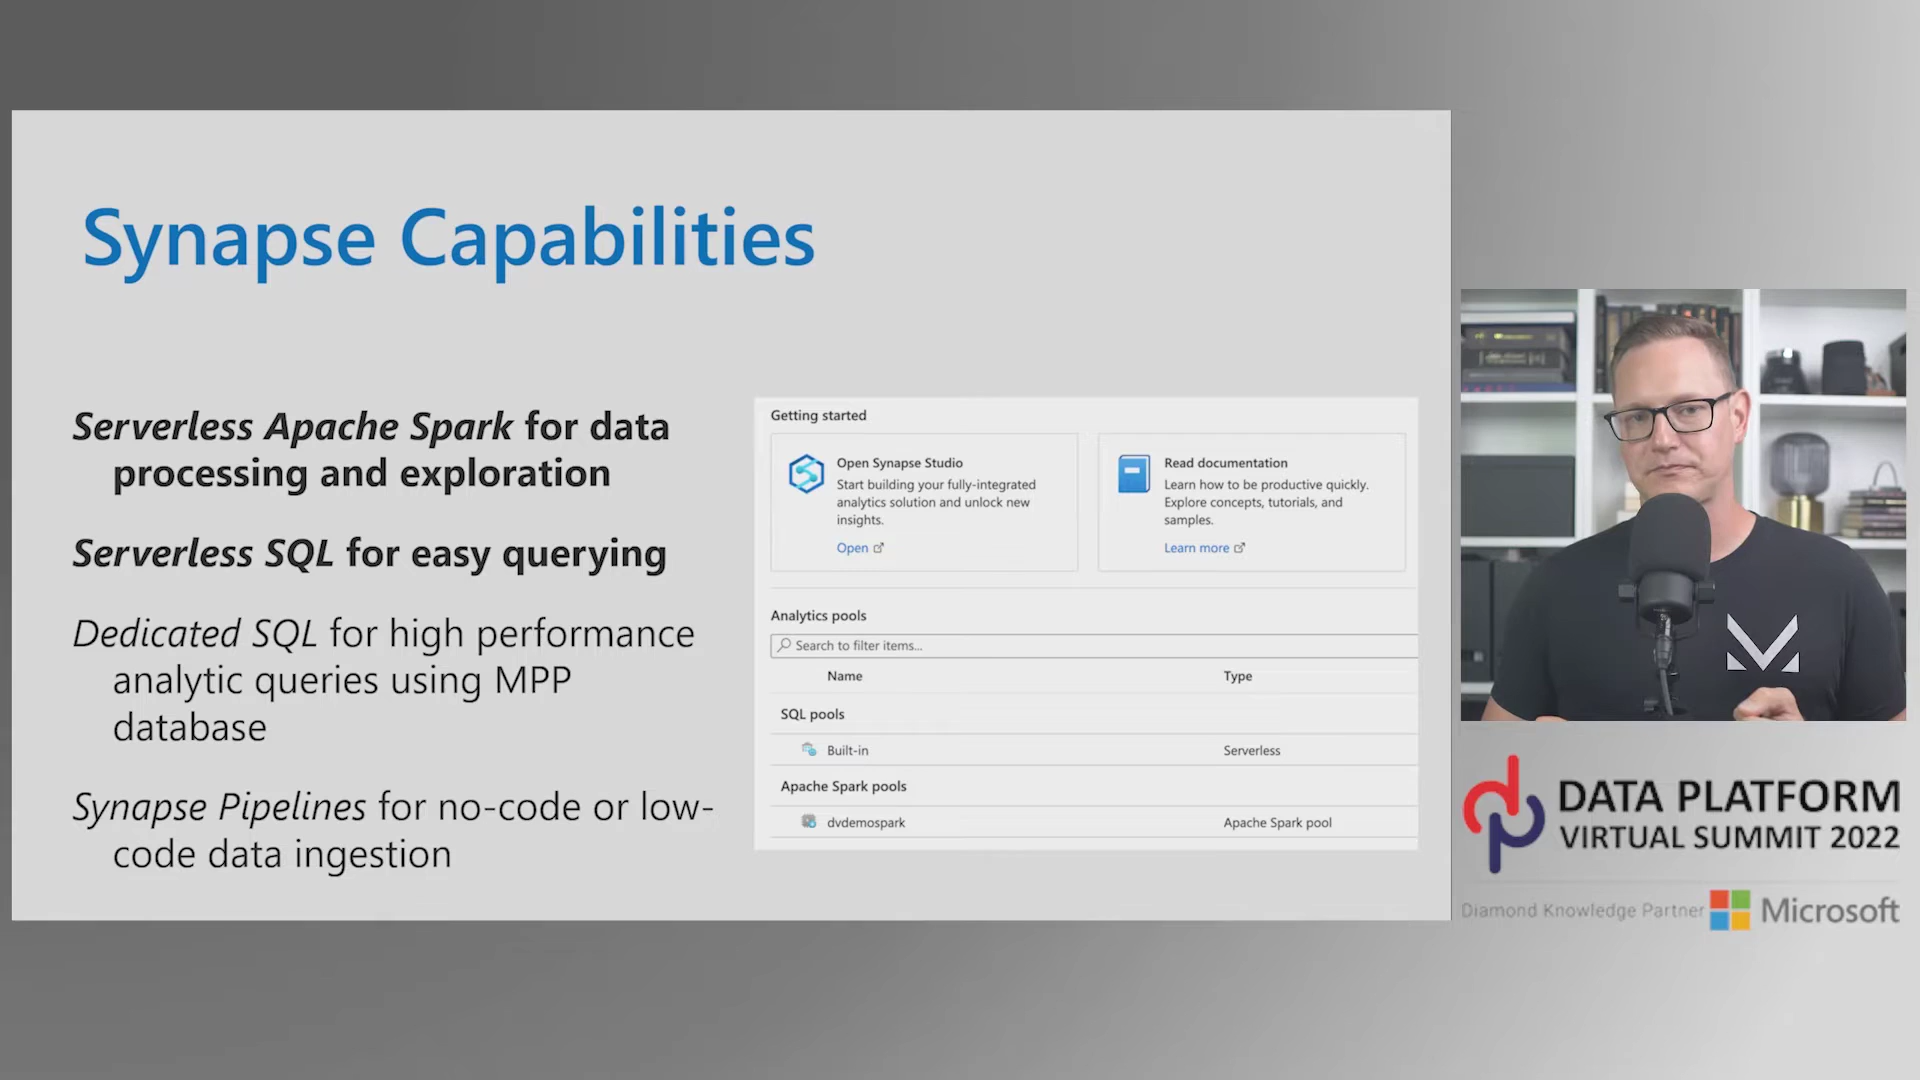 Synapse Capabilities
Serverless Apache Spark for data
processing and exploration
Serverless SQL for easy querying
Dedicated SQL for high performance
analytic queries using MPP
database
Synapse Pipelines for no-code or low-
code data ingestion
Getting started
Open Synapse Studio
Start building your fully-integrated
analytics solution and unlock new
insights.
Open
Read documentation
Learn how to be productive quickly.
Explore concepts, tutorials, and
samples.
Learn more
Analytics pools
Search to filter items...
Name Type
SQL pools
Built-in Serverless
Apache Spark pools
dvdemospark Apache Spark pool
DATA PLATFORM
VIRTUAL SUMMIT 2022
Diamond Knowledge Partner Microsoft